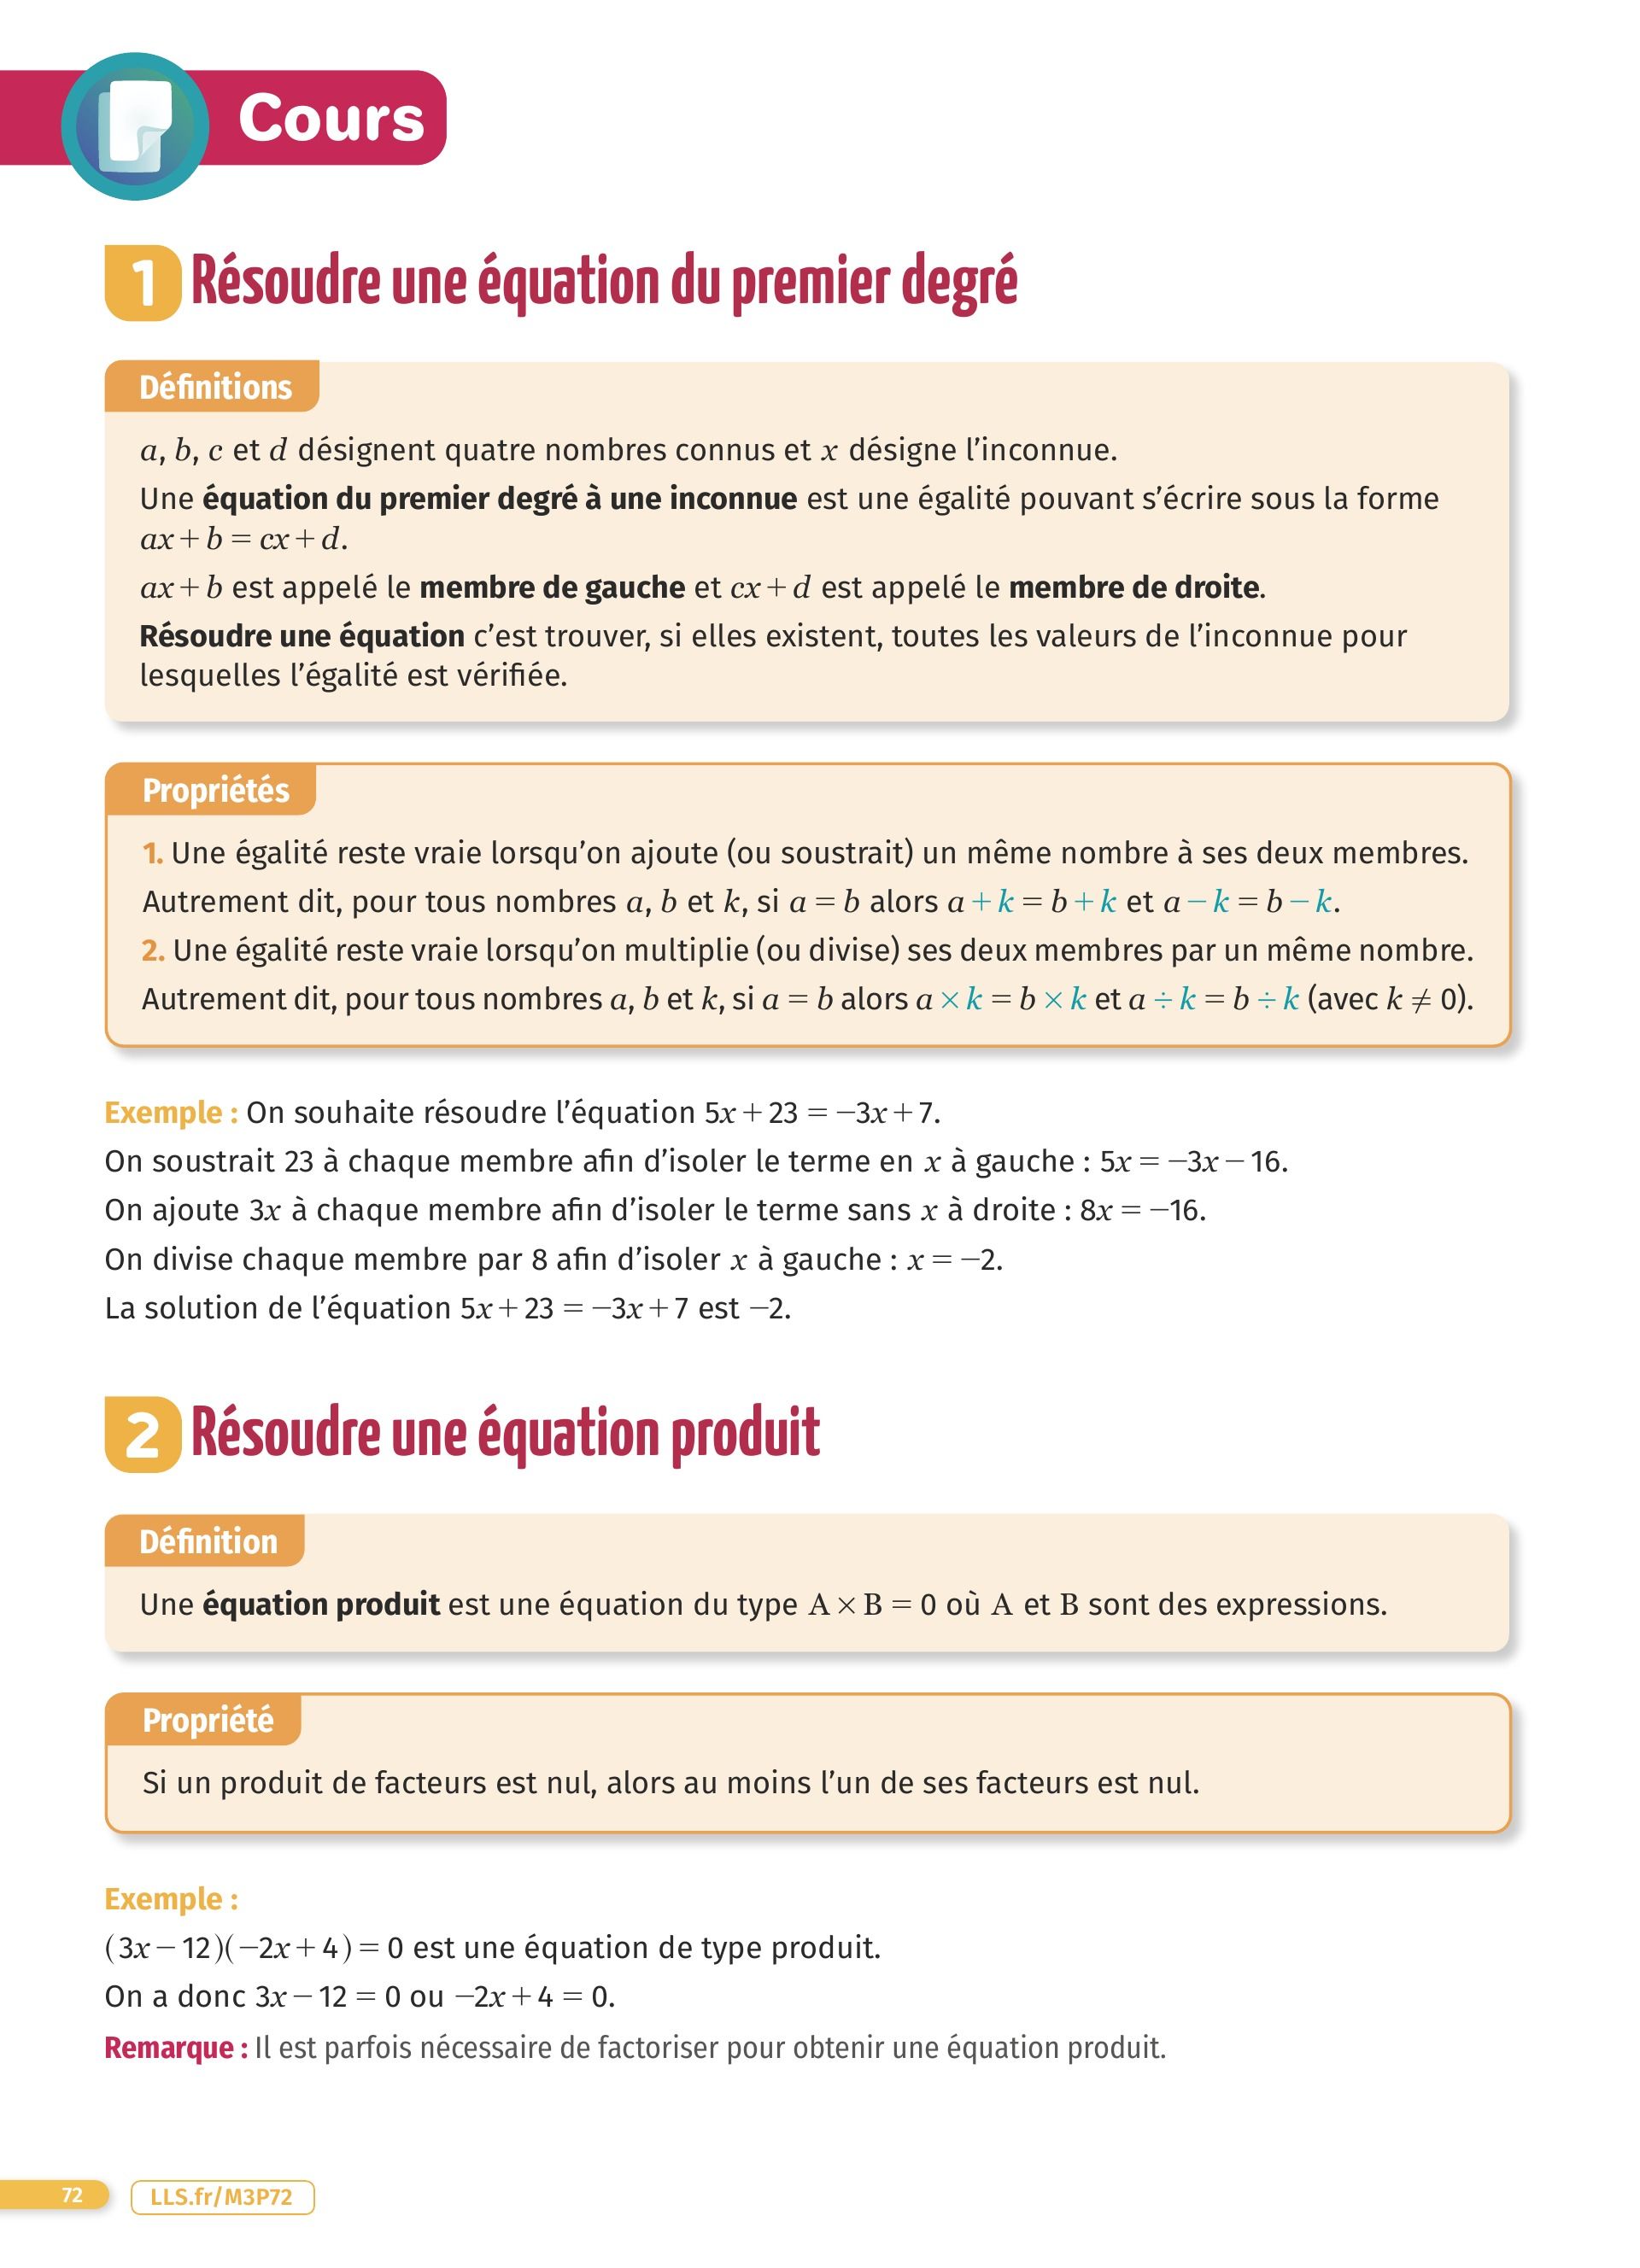 Cours
1 Résoudre une équation du premier degré
Définitions
a, b, c et d désignent quatre nombres connus et x désigne l’inconnue.
Une équation du premier degré à une inconnue est une égalité pouvant s’écrire sous la forme
ax + b = cx + d.
ax + b est appelé le membre de gauche et cx + d est appelé le membre de droite.
Résoudre une équation c’est trouver, si elles existent, toutes les valeurs de l’inconnue pour
lesquelles l’égalité est vérifiée.
Propriétés
1. Une égalité reste vraie lorsqu’on ajoute (ou soustrait) un même nombre à ses deux membres.
Autrement dit, pour tous nombres a, b et k, si a = b alors a + k = b + k et a − k = b − k.
2. Une égalité reste vraie lorsqu’on multiplie (ou divise) ses deux membres par un même nombre.
Autrement dit, pour tous nombres a, b et k, si a = b alors a × k = b × k et a ÷ k = b ÷ k (avec k ≠ 0).
Exemple : On souhaite résoudre l’équation 5x + 23 = −3x + 7.
On soustrait 23 à chaque membre afin d’isoler le terme en x à gauche : 5x = −3x − 16.
On ajoute 3x à chaque membre afin d’isoler le terme sans x à droite : 8x = −16.
On divise chaque membre par 8 afin d’isoler x à gauche : x = −2.
La solution de l’équation 5x + 23 = −3x + 7 est −2.
2 Résoudre une équation produit
Définition
Une équation produit est une équation du type A × B = 0 où A et B sont des expressions.
Propriété
Si un produit de facteurs est nul, alors au moins l’un de ses facteurs est nul.
Exemple :
(3x − 12)(−2x + 4) = 0 est une équation de type produit.
On a donc 3x − 12 = 0 ou −2x + 4 = 0.
Remarque : Il est parfois nécessaire de factoriser pour obtenir une équation produit.
72 LLS.fr/M3P72